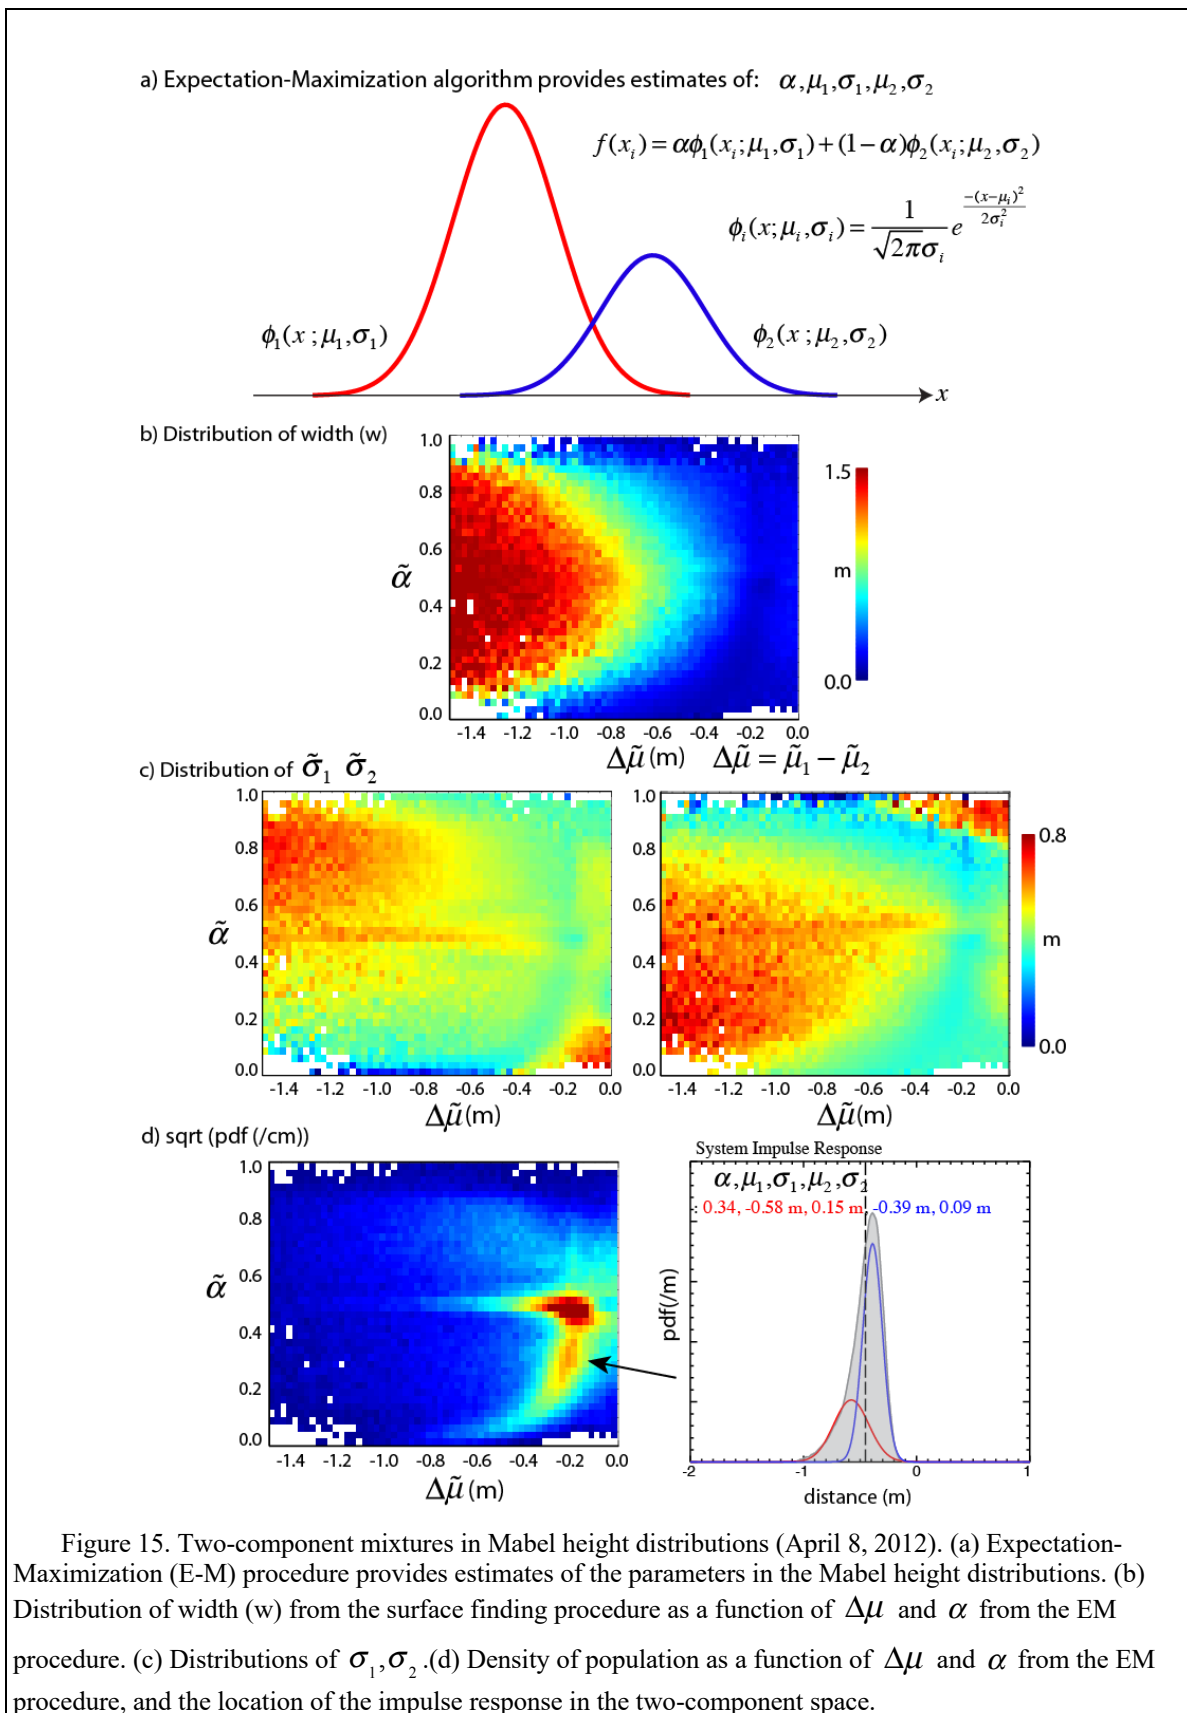 a) Expectation-Maximization algorithm provides estimates of: α,μ₁,σ₁,μ₂,σ₂
f(xᵢ)=αϕ₁(xᵢ;μ₁,σ₁)+(1−α)ϕ₂(xᵢ;μ₂,σ₂)
ϕᵢ(x;μᵢ,σᵢ)= 1/(√2πσᵢ) e^(−(x−μᵢ)²/2σᵢ²)
ϕ₁(x;μ₁,σ₁)
ϕ₂(x;μ₂,σ₂)
x
b) Distribution of width (w)
1.0
0.8
0.6
α̃
0.4
0.2
0.0
-1.4 -1.2 -1.0 -0.8 -0.6 -0.4 -0.2 0.0
Δμ̃(m) Δμ̃ = μ̃₁ − μ̃₂
1.5
m
0.0
c) Distribution of σ̃₁ σ̃₂
1.0
0.8
0.6
α̃
0.4
0.2
0.0
-1.4 -1.2 -1.0 -0.8 -0.6 -0.4 -0.2 0.0
Δμ̃(m)
1.0
0.8
0.6
α̃
0.4
0.2
0.0
-1.4 -1.2 -1.0 -0.8 -0.6 -0.4 -0.2 0.0
Δμ̃(m)
0.8
m
0.0
d) sqrt (pdf (/cm))
1.0
0.8
0.6
α̃
0.4
0.2
0.0
-1.4 -1.2 -1.0 -0.8 -0.6 -0.4 -0.2 0.0
Δμ̃(m)
System Impulse Response
α,μ₁,σ₁,μ₂,σ₂
: 0.34, -0.58 m, 0.15 m, -0.39 m, 0.09 m
pdf(/m)
-2 -1 0 1
distance (m)
Figure 15. Two-component mixtures in Mabel height distributions (April 8, 2012). (a) Expectation-
Maximization (E-M) procedure provides estimates of the parameters in the Mabel height distributions. (b)
Distribution of width (w) from the surface finding procedure as a function of Δμ and α from the EM
procedure. (c) Distributions of σ₁,σ₂.(d) Density of population as a function of Δμ and α from the EM
procedure, and the location of the impulse response in the two-component space.